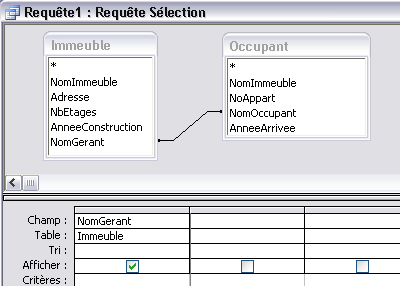 Requête1 : Requête Sélection
Immeuble
*
NomImmeuble
Adresse
NbEtages
AnneeConstruction
NomGerant
Occupant
*
NomImmeuble
NoAppart
NomOccupant
AnneeArrivee
Champ : NomGerant
Table : Immeuble
Tri :
Afficher :
Critères :